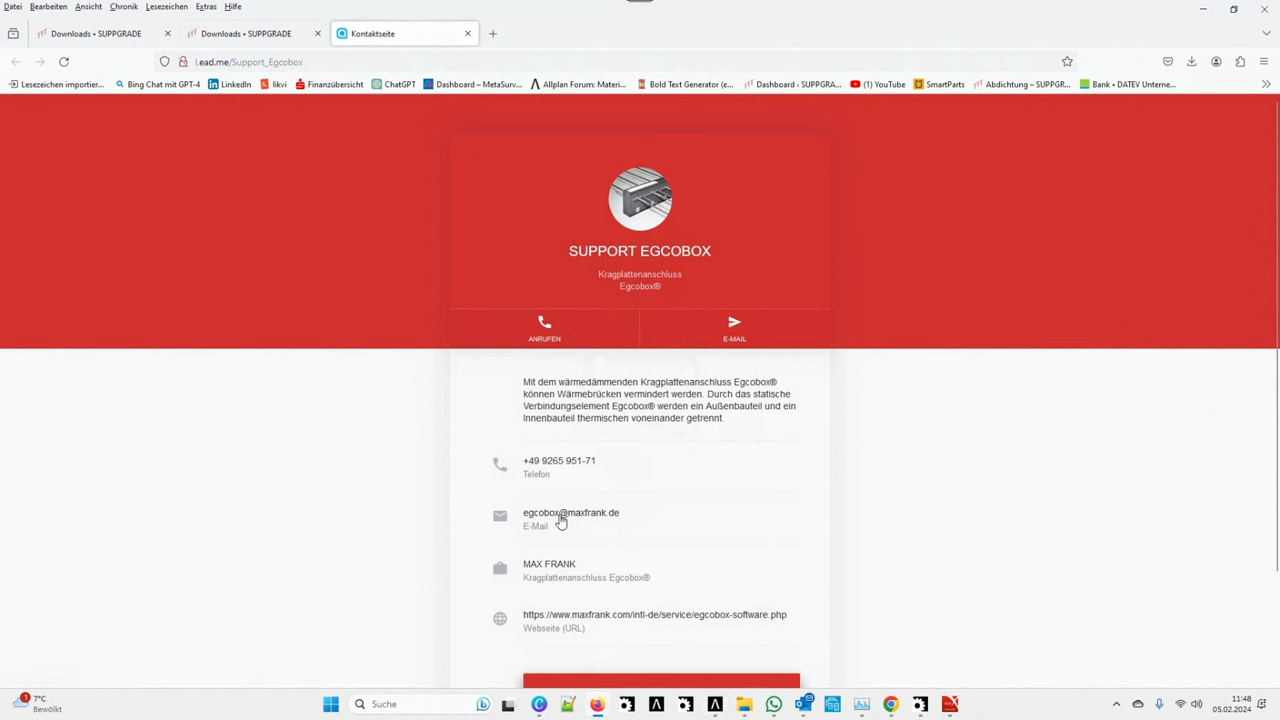 Datei Bearbeiten Ansicht Chronik Lesezeichen Extras Hilfe
Downloads • SUPPGRADE
Downloads • SUPPGRADE
Kontaktseite
l.ead.me/Support_Egcobox
Lesezeichen importier...
Bing Chat mit GPT-4
LinkedIn
likvi
Finanzübersicht
ChatGPT
Dashboard – MetaSurv...
Allplan Forum: Materi...
Bold Text Generator (e...
Dashboard ‹ SUPPGRA...
(1) YouTube
SmartParts
Abdichtung – SUPPGR...
Bank • DATEV Unterne...
SUPPORT EGCOBOX
Kragplattenanschluss
Egcobox®
ANRUFEN
E-MAIL
Mit dem wärmedämmenden Kragplattenanschluss Egcobox®
können Wärmebrücken vermindert werden. Durch das statische
Verbindungselement Egcobox® werden ein Außenbauteil und ein
Innenbauteil thermischen voneinander getrennt.
+49 9265 951-71
Telefon
egcobox@maxfrank.de
E-Mail
MAX FRANK
Kragplattenanschluss Egcobox®
https://www.maxfrank.com/intl-de/service/egcobox-software.php
Webseite (URL)
1
7°C
Bewölkt
Suche
11:48
05.02.2024